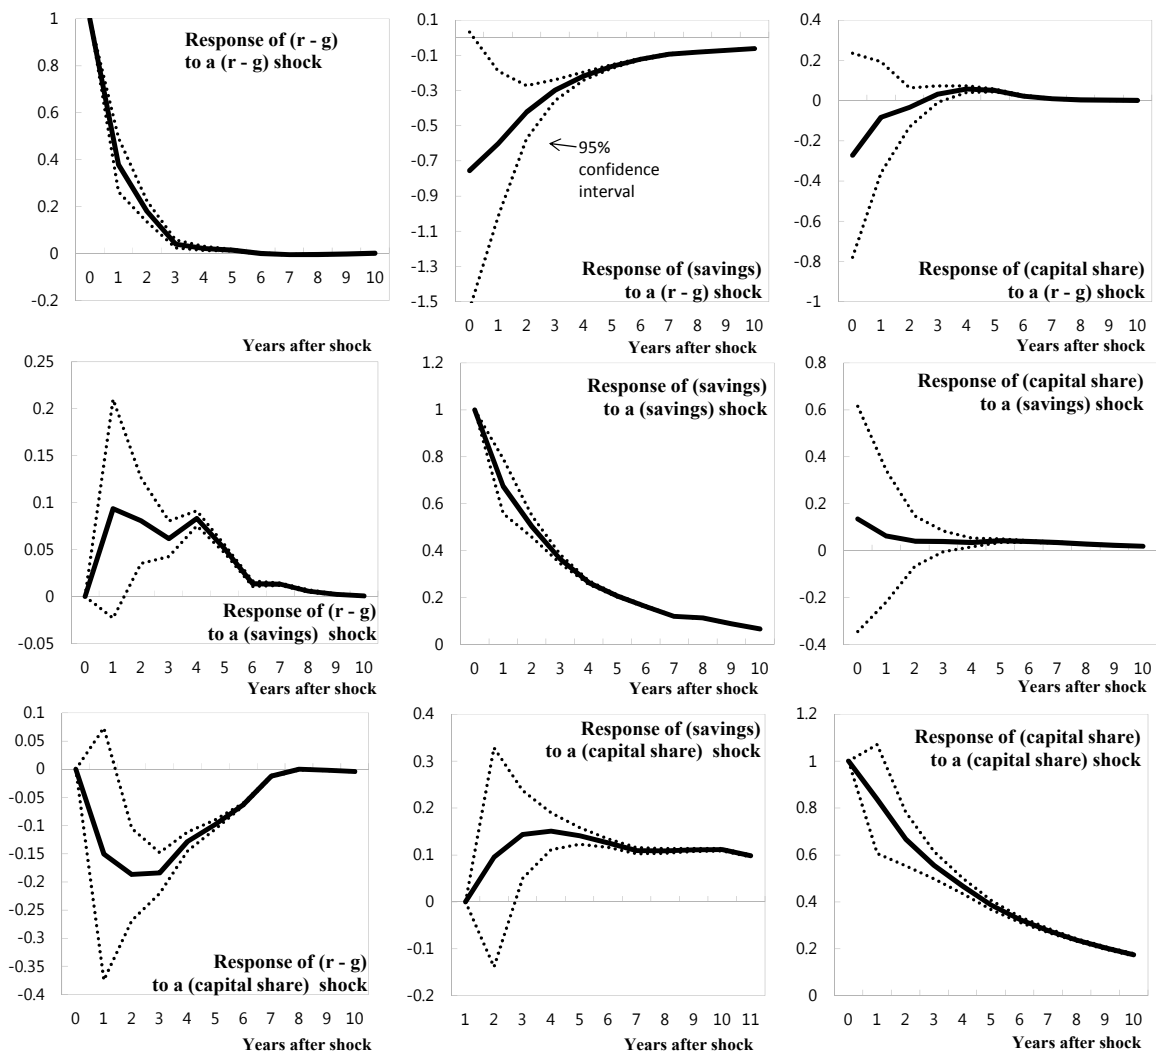 1
0.8
0.6
0.4
0.2
0
-0.2
Response of (r - g)
to a (r - g) shock
0 1 2 3 4 5 6 7 8 9 10
Years after shock
0.1
-0.1
-0.3
-0.5
-0.7
-0.9
-1.1
-1.3
-1.5
95%
confidence
interval
Response of (savings)
to a (r - g) shock
0 1 2 3 4 5 6 7 8 9 10
Years after shock
0.4
0.2
0
-0.2
-0.4
-0.6
-0.8
-1
Response of (capital share)
to a (r - g) shock
0 1 2 3 4 5 6 7 8 9 10
Years after shock
0.25
0.2
0.15
0.1
0.05
0
-0.05
Response of (r - g)
to a (savings) shock
0 1 2 3 4 5 6 7 8 9 10
Years after shock
1.2
1
0.8
0.6
0.4
0.2
0
Response of (savings)
to a (savings) shock
0 1 2 3 4 5 6 7 8 9 10
Years after shock
0.8
0.6
0.4
0.2
0
-0.2
-0.4
Response of (capital share)
to a (savings) shock
0 1 2 3 4 5 6 7 8 9 10
Years after shock
0.1
0.05
0
-0.05
-0.1
-0.15
-0.2
-0.25
-0.3
-0.35
-0.4
Response of (r - g)
to a (capital share) shock
0 1 2 3 4 5 6 7 8 9 10
Years after shock
0.4
0.3
0.2
0.1
0
-0.1
-0.2
Response of (savings)
to a (capital share) shock
1 2 3 4 5 6 7 8 9 10 11
Years after shock
1.2
1
0.8
0.6
0.4
0.2
0
Response of (capital share)
to a (capital share) shock
0 1 2 3 4 5 6 7 8 9 10
Years after shock